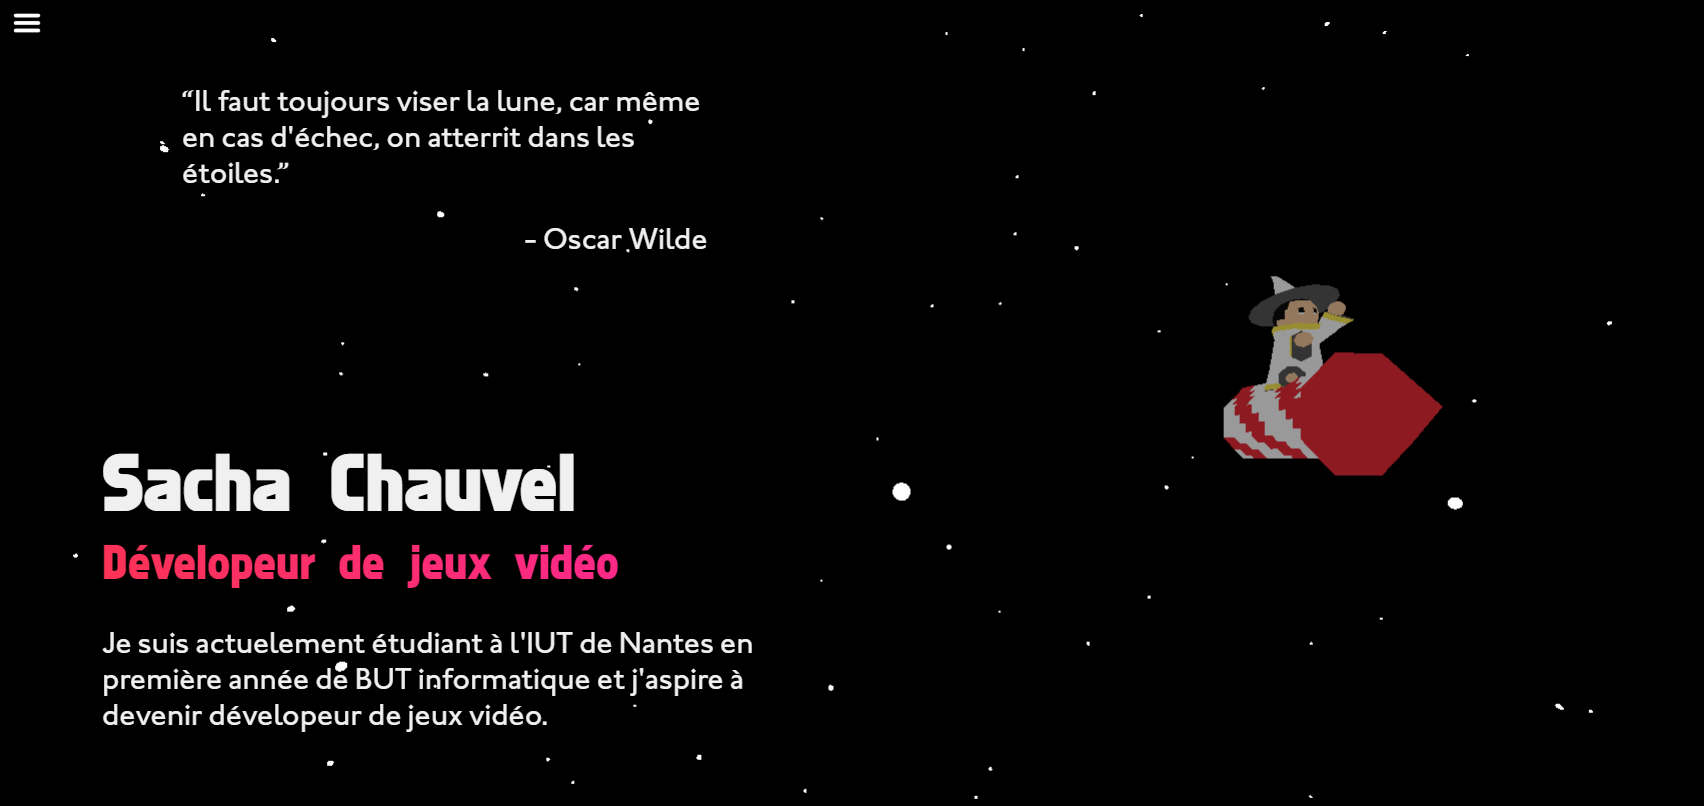 “Il faut toujours viser la lune, car même
en cas d'échec, on atterrit dans les
étoiles.”
- Oscar Wilde
Sacha Chauvel
Dévelopeur de jeux vidéo
Je suis actuelement étudiant à l'IUT de Nantes en
première année de BUT informatique et j'aspire à
devenir dévelopeur de jeux vidéo.